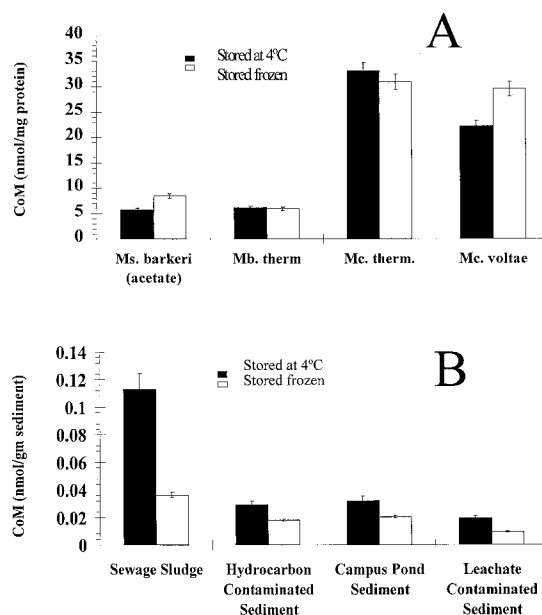 A
Stored at 4°C
Stored frozen
CoM (nmol/mg protein)
40
35
30
25
20
15
10
5
0
Ms. barkeri
(acetate)
Mb. therm
Mc. therm.
Mc. voltae
B
Stored at 4°C
Stored frozen
CoM (nmol/gm sediment)
0.14
0.12
0.1
0.08
0.06
0.04
0.02
0
Sewage Sludge
Hydrocarbon
Contaminated
Sediment
Campus Pond
Sediment
Leachate
Contaminated
Sediment